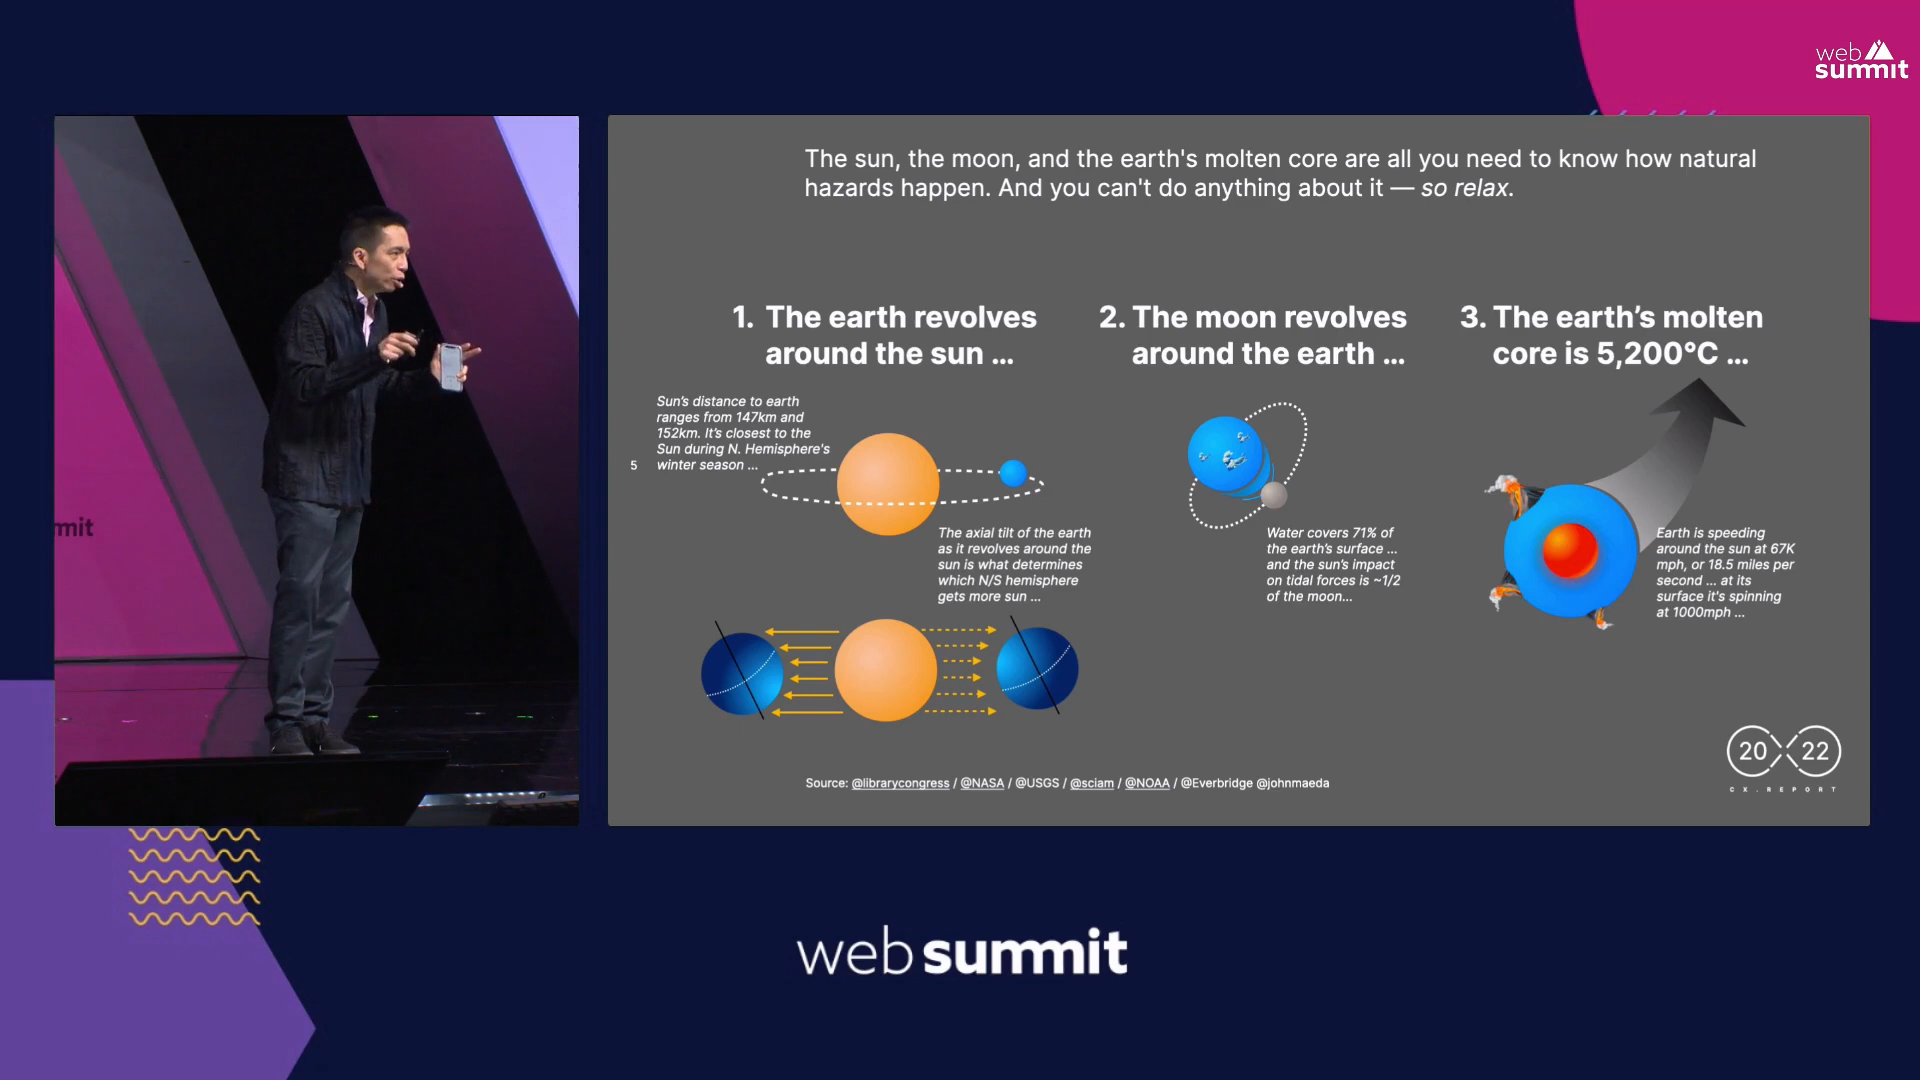 web
summit
The sun, the moon, and the earth's molten core are all you need to know how natural
hazards happen. And you can't do anything about it — so relax.
1. The earth revolves
around the sun ...
2. The moon revolves
around the earth ...
3. The earth’s molten
core is 5,200°C ...
Sun’s distance to earth
ranges from 147km and
152km. It’s closest to the
Sun during N. Hemisphere's
winter season ...
5
The axial tilt of the earth
as it revolves around the
sun is what determines
which N/S hemisphere
gets more sun ...
Water covers 71% of
the earth’s surface ...
and the sun’s impact
on tidal forces is ~1/2
of the moon...
Earth is speeding
around the sun at 67K
mph, or 18.5 miles per
second ... at its
surface it's spinning
at 1000mph ...
mit
20 22
CX.REPORT
Source: @librarycongress / @NASA / @USGS / @sciam / @NOAA / @Everbridge @johnmaeda
web summit